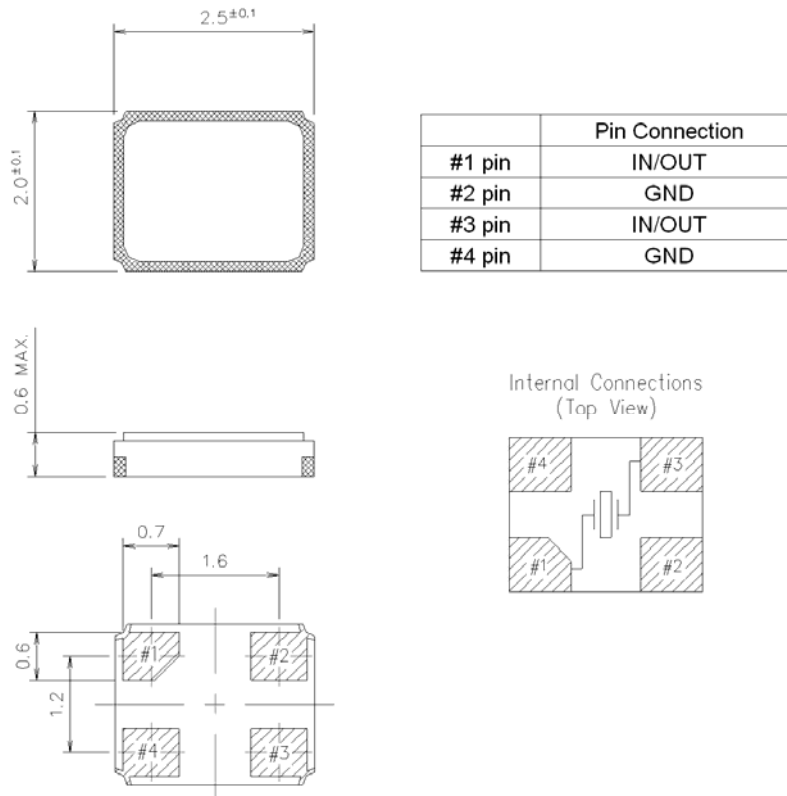 2.5±0.1
2.0±0.1
Pin Connection
#1 pin IN/OUT
#2 pin GND
#3 pin IN/OUT
#4 pin GND
0.6 MAX.
Internal Connections
(Top View)
#4 #3
#1 #2
0.7
1.6
0.6
1.2
#1 #2
#4 #3